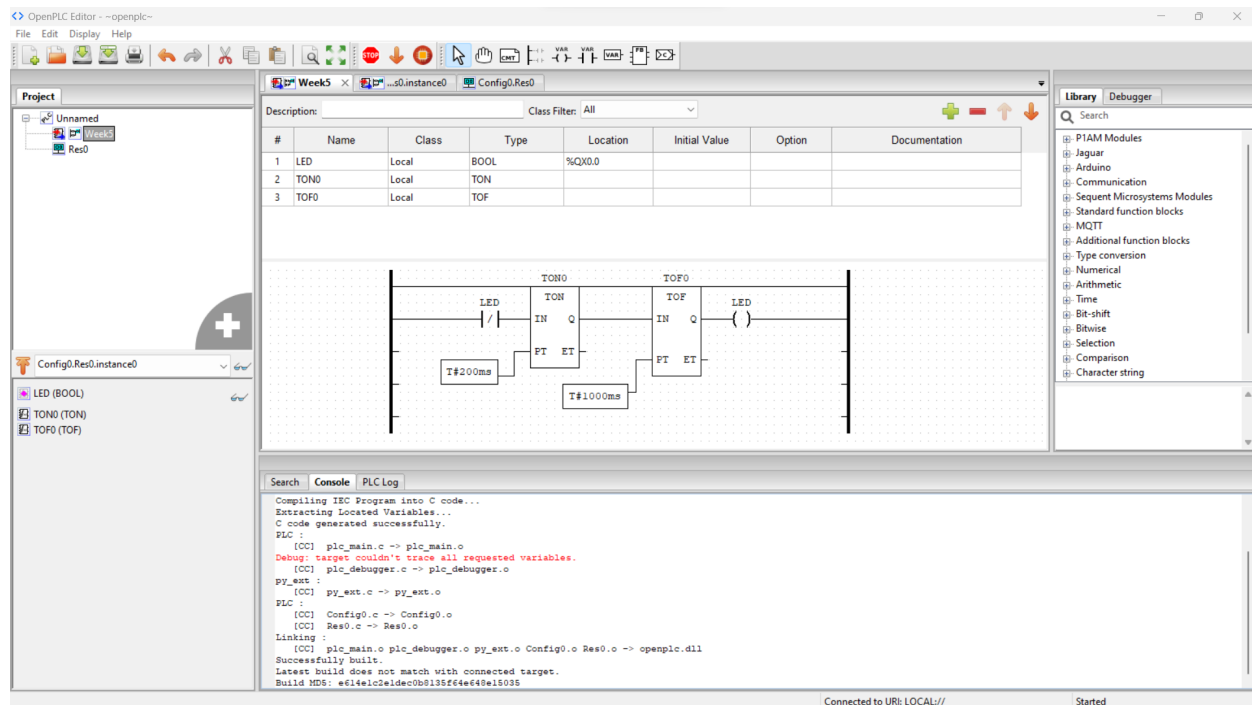 OpenPLC Editor - ~openplc~
File Edit Display Help
STOP CMT VAR VAR VAR FB
Project
Unnamed
Week5
Res0
Config0.Res0.instance0
LED (BOOL)
TON0 (TON)
TOF0 (TOF)
Week5 ...s0.instance0 Config0.Res0
Description: Class Filter: All
# Name Class Type Location Initial Value Option Documentation
1 LED Local BOOL %QX0.0
2 TON0 Local TON
3 TOF0 Local TOF
TON0 TOF0
LED TON TOF LED
IN Q IN Q
PT ET PT ET
T#200ms
T#1000ms
Search Console PLC Log
Compiling IEC Program into C code...
Extracting Located Variables...
C code generated successfully.
PLC :
[CC] plc_main.c -> plc_main.o
Debug: target couldn't trace all requested variables.
[CC] plc_debugger.c -> plc_debugger.o
py_ext :
[CC] py_ext.c -> py_ext.o
PLC :
[CC] Config0.c -> Config0.o
[CC] Res0.c -> Res0.o
Linking :
[CC] plc_main.o plc_debugger.o py_ext.o Config0.o Res0.o -> openplc.dll
Successfully built.
Latest build does not match with connected target.
Build MD5: e614e1c2e1dec0b8135f64e648e15035
Library Debugger
Search
P1AM Modules
Jaguar
Arduino
Communication
Sequent Microsystems Modules
Standard function blocks
MQTT
Additional function blocks
Type conversion
Numerical
Arithmetic
Time
Bit-shift
Bitwise
Selection
Comparison
Character string
Connected to URI: LOCAL:// Started